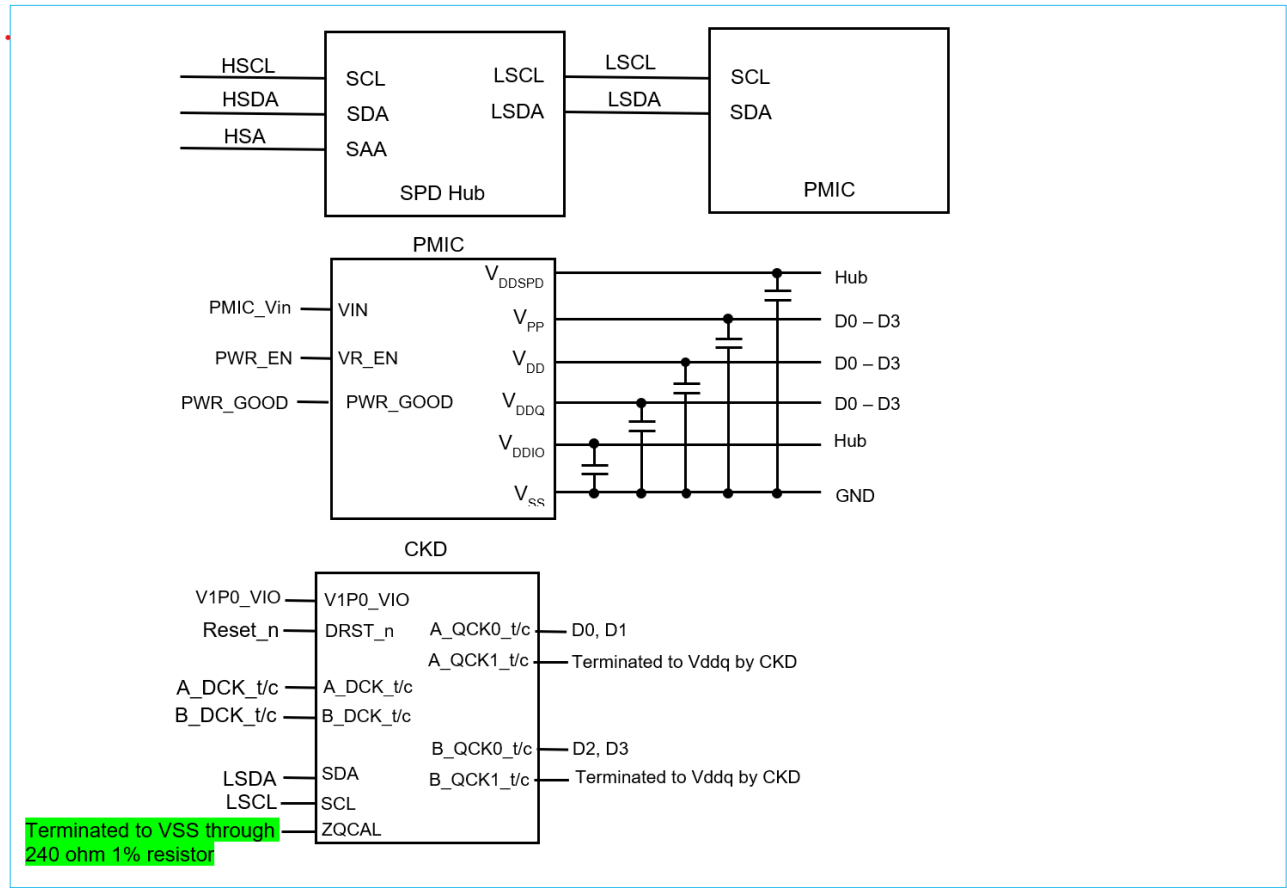 HSCL
HSDA
HSA
SCL
SDA
SAA
LSCL
LSDA
SPD Hub
LSCL
LSDA
SCL
SDA
PMIC
PMIC
PMIC_Vin
PWR_EN
PWR_GOOD
VIN
VR_EN
PWR_GOOD
VDDSPD
VPP
VDD
VDDQ
VDDIO
VSS
Hub
D0 – D3
D0 – D3
D0 – D3
Hub
GND
CKD
V1P0_VIO
Reset_n
A_DCK_t/c
B_DCK_t/c
LSDA
LSCL
Terminated to VSS through
240 ohm 1% resistor
V1P0_VIO
DRST_n
A_DCK_t/c
B_DCK_t/c
SDA
SCL
ZQCAL
A_QCK0_t/c
A_QCK1_t/c
B_QCK0_t/c
B_QCK1_t/c
D0, D1
Terminated to Vddq by CKD
D2, D3
Terminated to Vddq by CKD